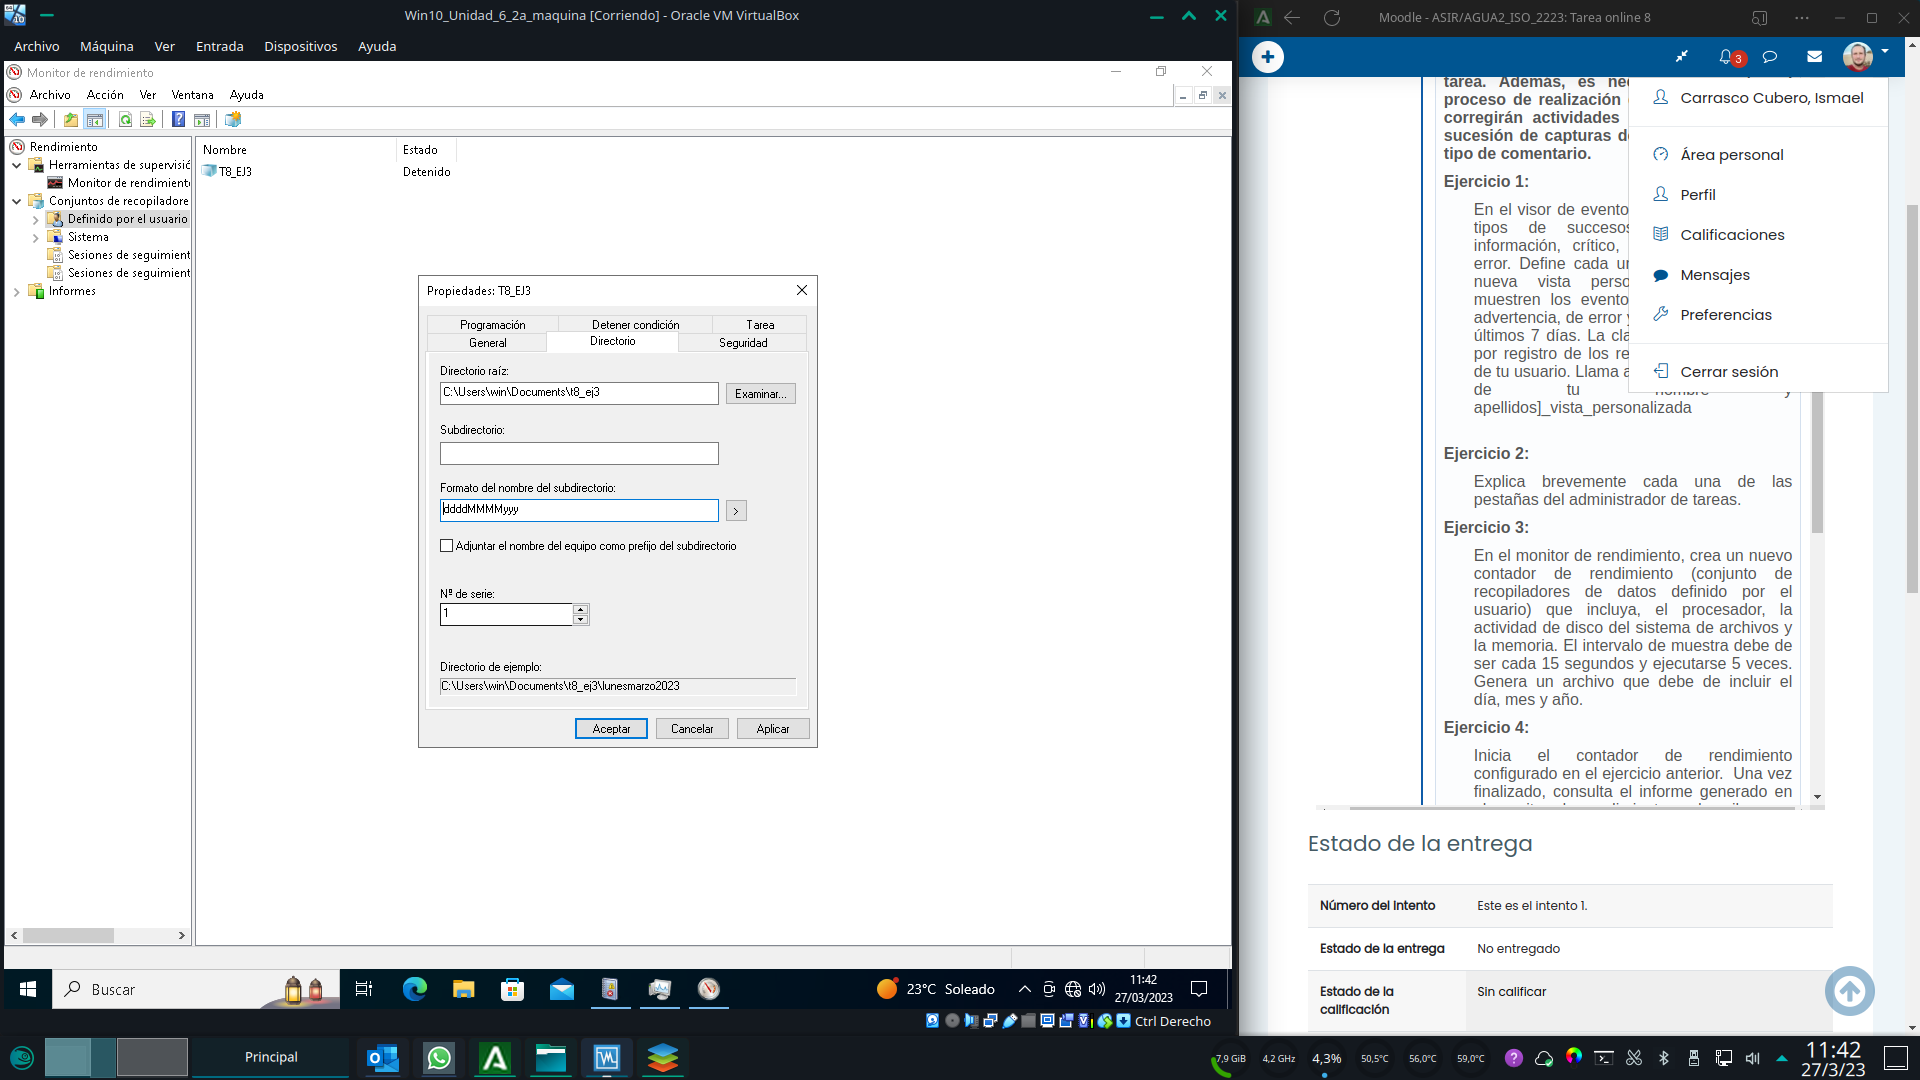 Win10_Unidad_6_2a_maquina [Corriendo] - Oracle VM VirtualBox
Archivo Máquina Ver Entrada Dispositivos Ayuda
Monitor de rendimiento
Archivo Acción Ver Ventana Ayuda
Rendimiento
Herramientas de supervisió
Monitor de rendimient
Conjuntos de recopiladore
Definido por el usuario
Sistema
Sesiones de seguimient
Sesiones de seguimient
Informes
Nombre Estado
T8_EJ3 Detenido
Propiedades: T8_EJ3
Programación Detener condición Tarea
General Directorio Seguridad
Directorio raíz:
C:\Users\win\Documents\t8_ej3
Examinar...
Subdirectorio:
Formato del nombre del subdirectorio:
ddddMMMMyyy
>
Adjuntar el nombre del equipo como prefijo del subdirectorio
Nº de serie:
1
Directorio de ejemplo:
C:\Users\win\Documents\t8_ej3\lunesmarzo2023
Aceptar Cancelar Aplicar
Buscar
23°C Soleado
11:42
27/03/2023
Ctrl Derecho
Moodle - ASIR/AGUA2_ISO_2223: Tarea online 8
3
tarea. Además, es ne
proceso de realización
corregirán actividades
sucesión de capturas d
tipo de comentario.
Carrasco Cubero, Ismael
Área personal
Perfil
Calificaciones
Mensajes
Preferencias
Cerrar sesión
Ejercicio 1:
En el visor de evento
tipos de sucesos
información, crítico,
error. Define cada u
nueva vista perso
muestren los evento
advertencia, de error y
últimos 7 días. La cla
por registro de los re
de tu usuario. Llama a
de tu nombre y
apellidos]_vista_personalizada
Ejercicio 2:
Explica brevemente cada una de las
pestañas del administrador de tareas.
Ejercicio 3:
En el monitor de rendimiento, crea un nuevo
contador de rendimiento (conjunto de
recopiladores de datos definido por el
usuario) que incluya, el procesador, la
actividad de disco del sistema de archivos y
la memoria. El intervalo de muestra debe de
ser cada 15 segundos y ejecutarse 5 veces.
Genera un archivo que debe de incluir el
día, mes y año.
Ejercicio 4:
Inicia el contador de rendimiento
configurado en el ejercicio anterior. Una vez
finalizado, consulta el informe generado en
Estado de la entrega
Número del intento Este es el intento 1.
Estado de la entrega No entregado
Estado de la
calificación
Sin calificar
Principal
7,9 GiB 4,2 GHz 4,3% 50,5°C 56,0°C 59,0°C
11:42
27/3/23